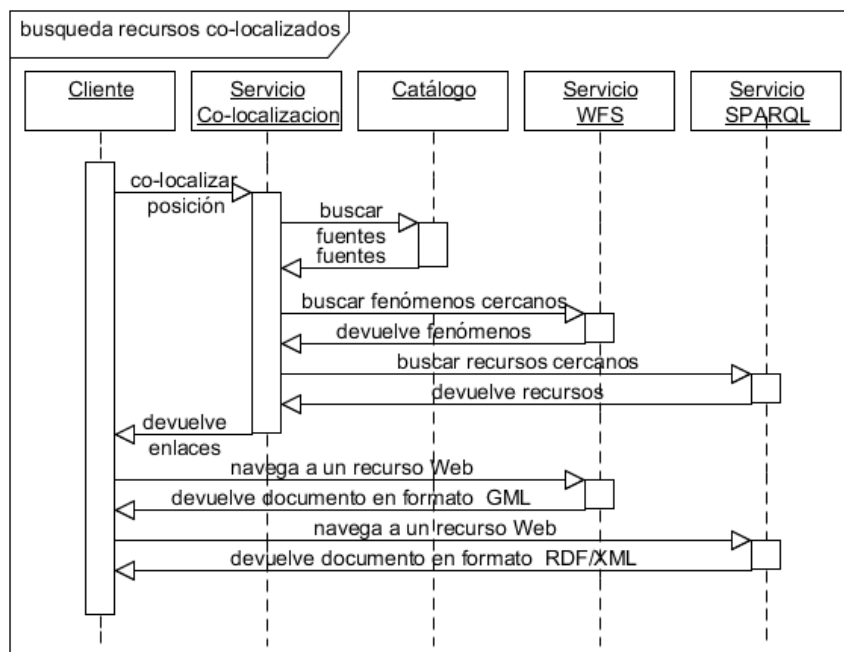 busqueda recursos co-localizados
Cliente
Servicio
Co-localizacion
Catálogo
Servicio
WFS
Servicio
SPARQL
co-localizar
posición
buscar
fuentes
fuentes
buscar fenómenos cercanos
devuelve fenómenos
buscar recursos cercanos
devuelve recursos
devuelve
enlaces
navega a un recurso Web
devuelve documento en formato GML
navega a un recurso Web
devuelve documento en formato RDF/XML